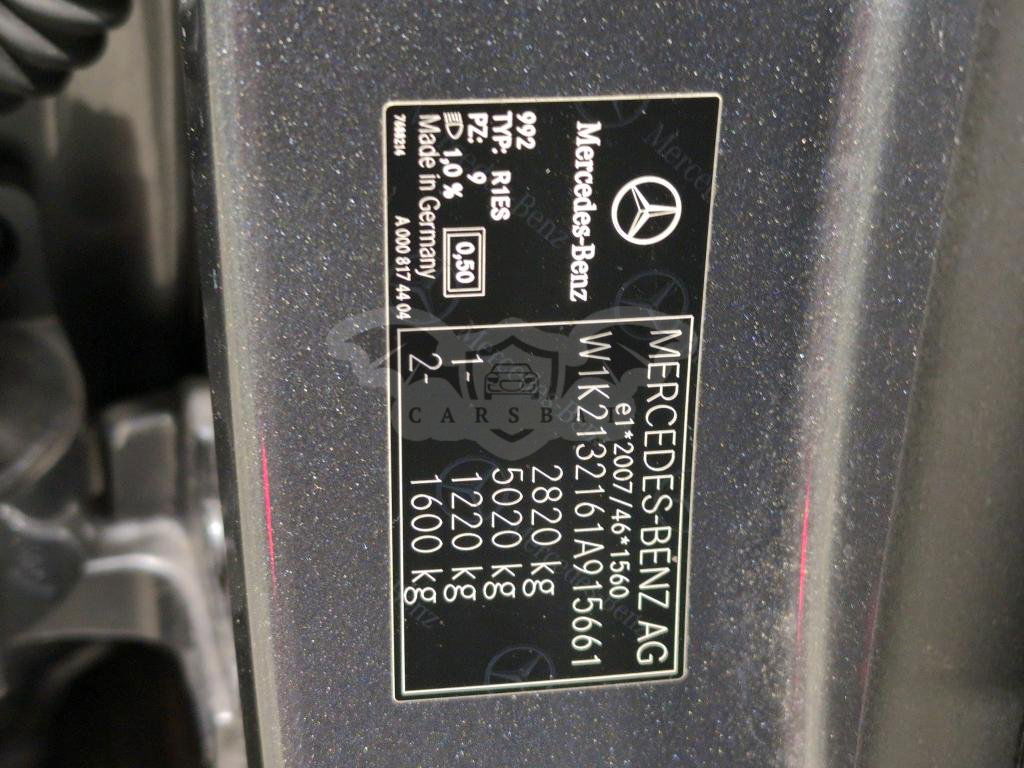 MERCEDES-BENZ AG
e1*2007/46*1560
W1K2132161A915661
2820 kg
5020 kg
1- 1220 kg
2- 1600 kg
Mercedes-Benz
992
TYP: R1ES
PZ: 9
1,0 %
0,50
Made in Germany
A 000 817 44 04
CARSB